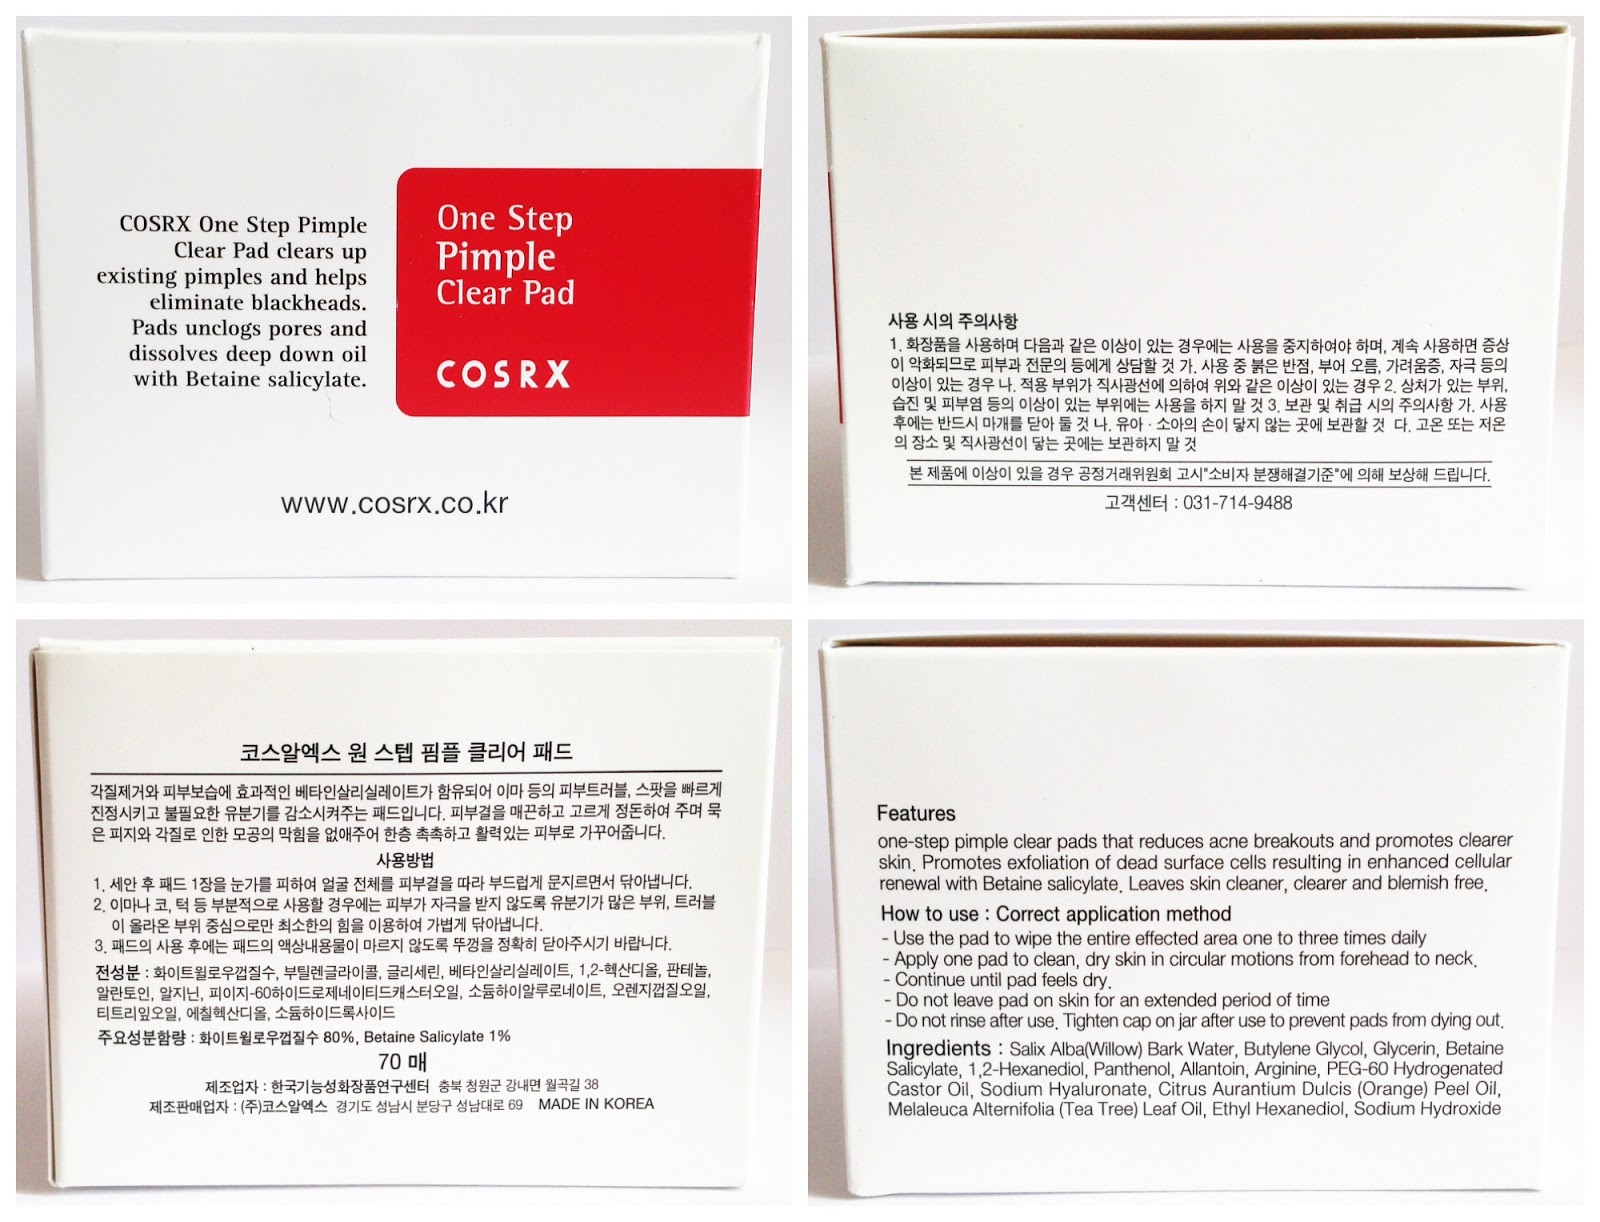 COSRX One Step Pimple
Clear Pad clears up
existing pimples and helps
eliminate blackheads.
Pads unclogs pores and
dissolves deep down oil
with Betaine salicylate.
One Step
Pimple
Clear Pad
COSRX
www.cosrx.co.kr
사용 시의 주의사항
1. 화장품을 사용하며 다음과 같은 이상이 있는 경우에는 사용을 중지하여야 하며, 계속 사용하면 증상
이 악화되므로 피부과 전문의 등에게 상담할 것 가. 사용 중 붉은 반점, 부어 오름, 가려움증, 자극 등의
이상이 있는 경우 나. 적용 부위가 직사광선에 의하여 위와 같은 이상이 있는 경우 2. 상처가 있는 부위,
습진 및 피부염 등의 이상이 있는 부위에는 사용을 하지 말 것 3. 보관 및 취급 시의 주의사항 가. 사용
후에는 반드시 마개를 닫아 둘 것 나. 유아 · 소아의 손이 닿지 않는 곳에 보관할 것 다. 고온 또는 저온
의 장소 및 직사광선이 닿는 곳에는 보관하지 말 것
본 제품에 이상이 있을 경우 공정거래위원회 고시"소비자 분쟁해결기준"에 의해 보상해 드립니다.
고객센터 : 031-714-9488
코스알엑스 원 스텝 핌플 클리어 패드
각질제거와 피부보습에 효과적인 베타인살리실레이트가 함유되어 이마 등의 피부트러블, 스팟을 빠르게
진정시키고 불필요한 유분기를 감소시켜주는 패드입니다. 피부결을 매끈하고 고르게 정돈하여 주며 묵
은 피지와 각질로 인한 모공의 막힘을 없애주어 한층 촉촉하고 활력있는 피부로 가꾸어줍니다.
사용방법
1. 세안 후 패드 1장을 눈가를 피하여 얼굴 전체를 피부결을 따라 부드럽게 문지르면서 닦아냅니다.
2. 이마나 코, 턱 등 부분적으로 사용할 경우에는 피부가 자극을 받지 않도록 유분기가 많은 부위, 트러블
이 올라온 부위 중심으로만 최소한의 힘을 이용하여 가볍게 닦아냅니다.
3. 패드의 사용 후에는 패드의 액상내용물이 마르지 않도록 뚜껑을 정확히 닫아주시기 바랍니다.
전성분 : 화이트윌로우껍질수, 부틸렌글라이콜, 글리세린, 베타인살리실레이트, 1,2-헥산디올, 판테놀,
알란토인, 알지닌, 피이지-60하이드로제네이티드캐스터오일, 소듐하이알루로네이트, 오렌지껍질오일,
티트리잎오일, 에칠헥산디올, 소듐하이드록사이드
주요성분함량 : 화이트윌로우껍질수 80%, Betaine Salicylate 1%
70 매
제조업자 : 한국기능성화장품연구센터 충북 청원군 강내면 월곡길 38
제조판매업자 : (주)코스알엑스 경기도 성남시 분당구 성남대로 69 MADE IN KOREA
Features
one-step pimple clear pads that reduces acne breakouts and promotes clearer
skin. Promotes exfoliation of dead surface cells resulting in enhanced cellular
renewal with Betaine salicylate. Leaves skin cleaner, clearer and blemish free.
How to use : Correct application method
- Use the pad to wipe the entire effected area one to three times daily
- Apply one pad to clean, dry skin in circular motions from forehead to neck.
- Continue until pad feels dry.
- Do not leave pad on skin for an extended period of time
- Do not rinse after use. Tighten cap on jar after use to prevent pads from dying out.
Ingredients : Salix Alba(Willow) Bark Water, Butylene Glycol, Glycerin, Betaine
Salicylate, 1,2-Hexanediol, Panthenol, Allantoin, Arginine, PEG-60 Hydrogenated
Castor Oil, Sodium Hyaluronate, Citrus Aurantium Dulcis (Orange) Peel Oil,
Melaleuca Alternifolia (Tea Tree) Leaf Oil, Ethyl Hexanediol, Sodium Hydroxide